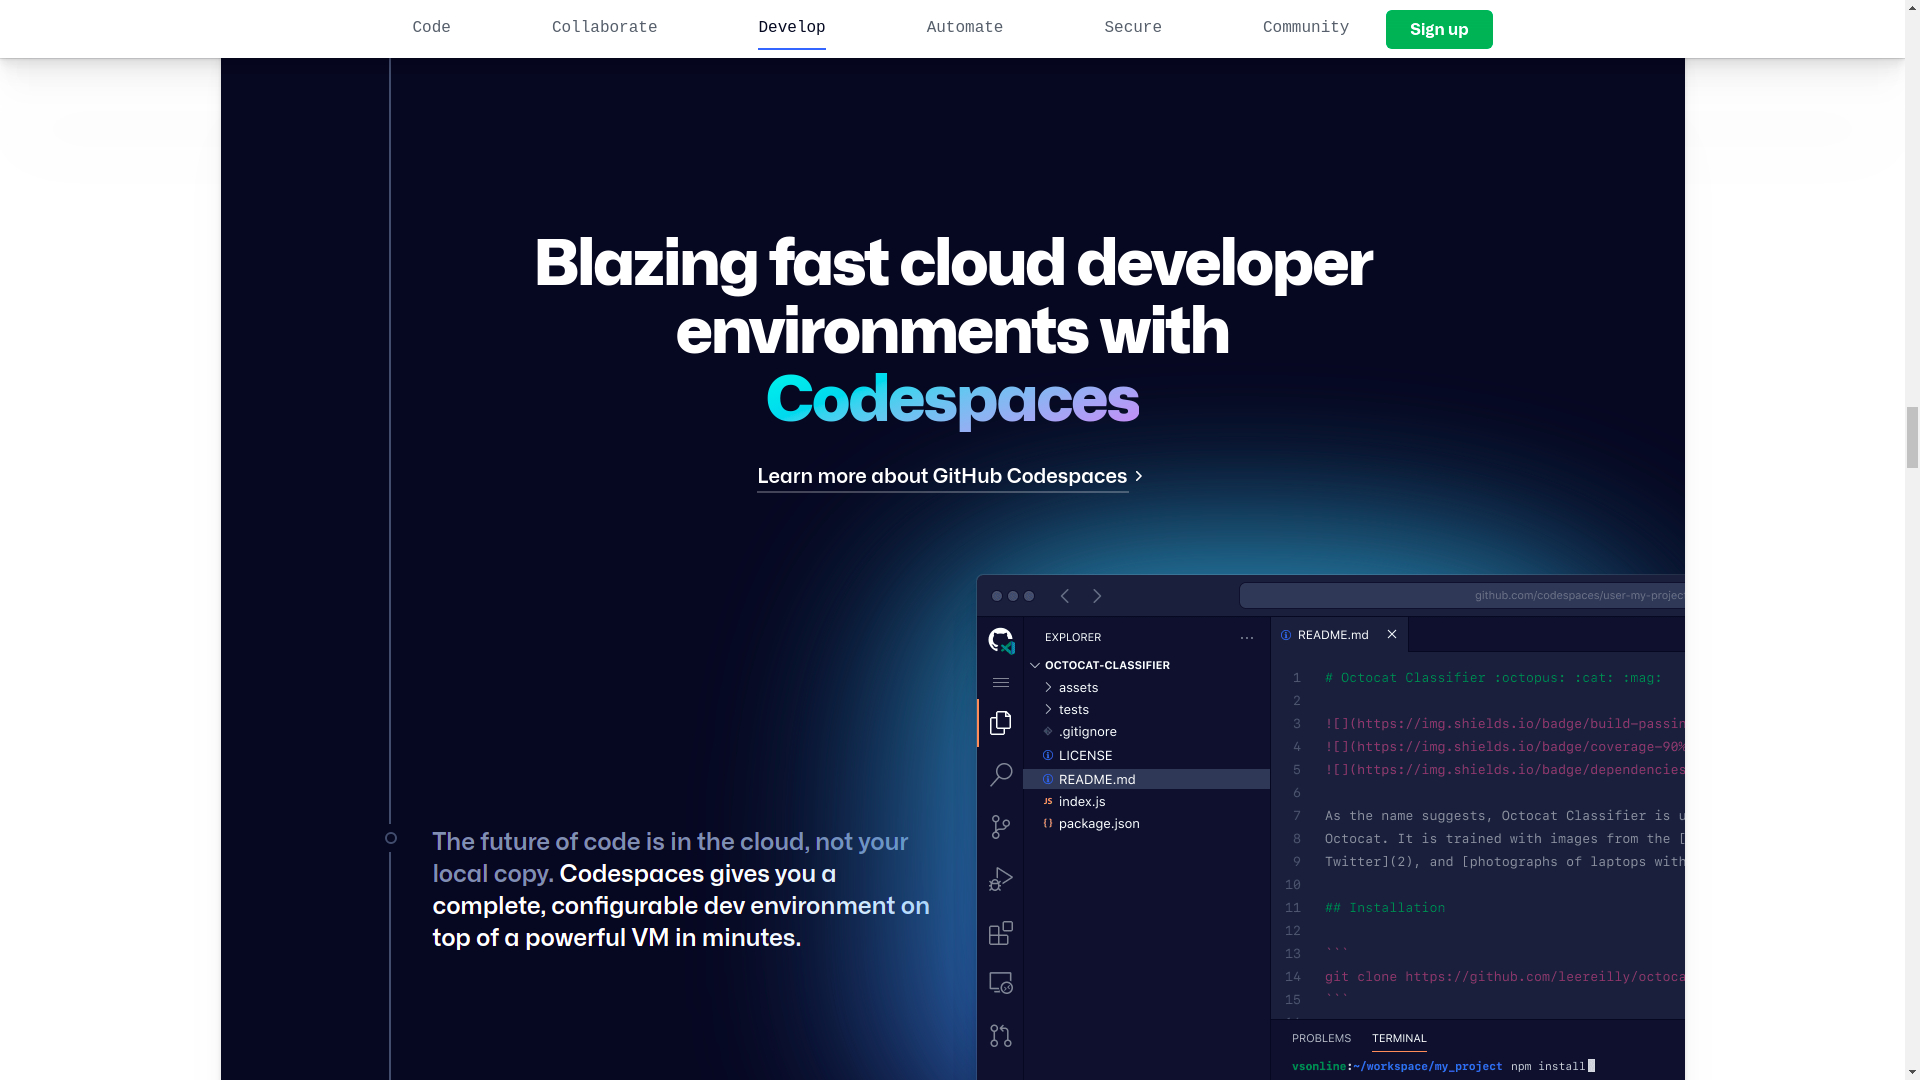 Code Collaborate Develop Automate Secure Community Sign up
Blazing fast cloud developer
environments with
Codespaces
Learn more about GitHub Codespaces
The future of code is in the cloud, not your
local copy. Codespaces gives you a
complete, configurable dev environment on
top of a powerful VM in minutes.
github.com/codespaces/user-my-project
EXPLORER ...
OCTOCAT-CLASSIFIER
assets
tests
.gitignore
LICENSE
README.md
JS index.js
{} package.json
README.md
1 # Octocat Classifier :octopus: :cat: :mag:
2
3 ![](https://img.shields.io/badge/build-passin
4 ![](https://img.shields.io/badge/coverage-90%
5 ![](https://img.shields.io/badge/dependencies
6
7 As the name suggests, Octocat Classifier is u
8 Octocat. It is trained with images from the [
9 Twitter](2), and [photographs of laptops with
10
11 ## Installation
12
13 ```
14 git clone https://github.com/leereilly/octoca
15 ```
PROBLEMS TERMINAL
vsonline:~/workspace/my_project npm install